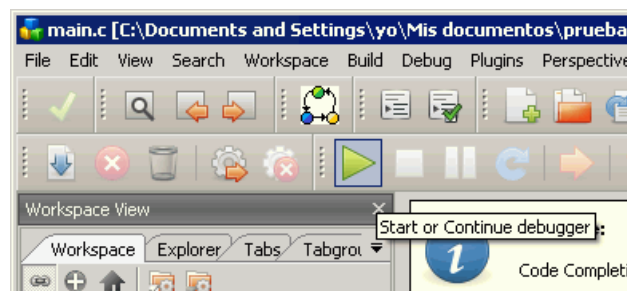 main.c [C:\Documents and Settings\yo\Mis documentos\prueba
File Edit View Search Workspace Build Debug Plugins Perspective
Workspace View
Start or Continue debugger
Workspace Explorer Tabs Tabgrou
Code Completi